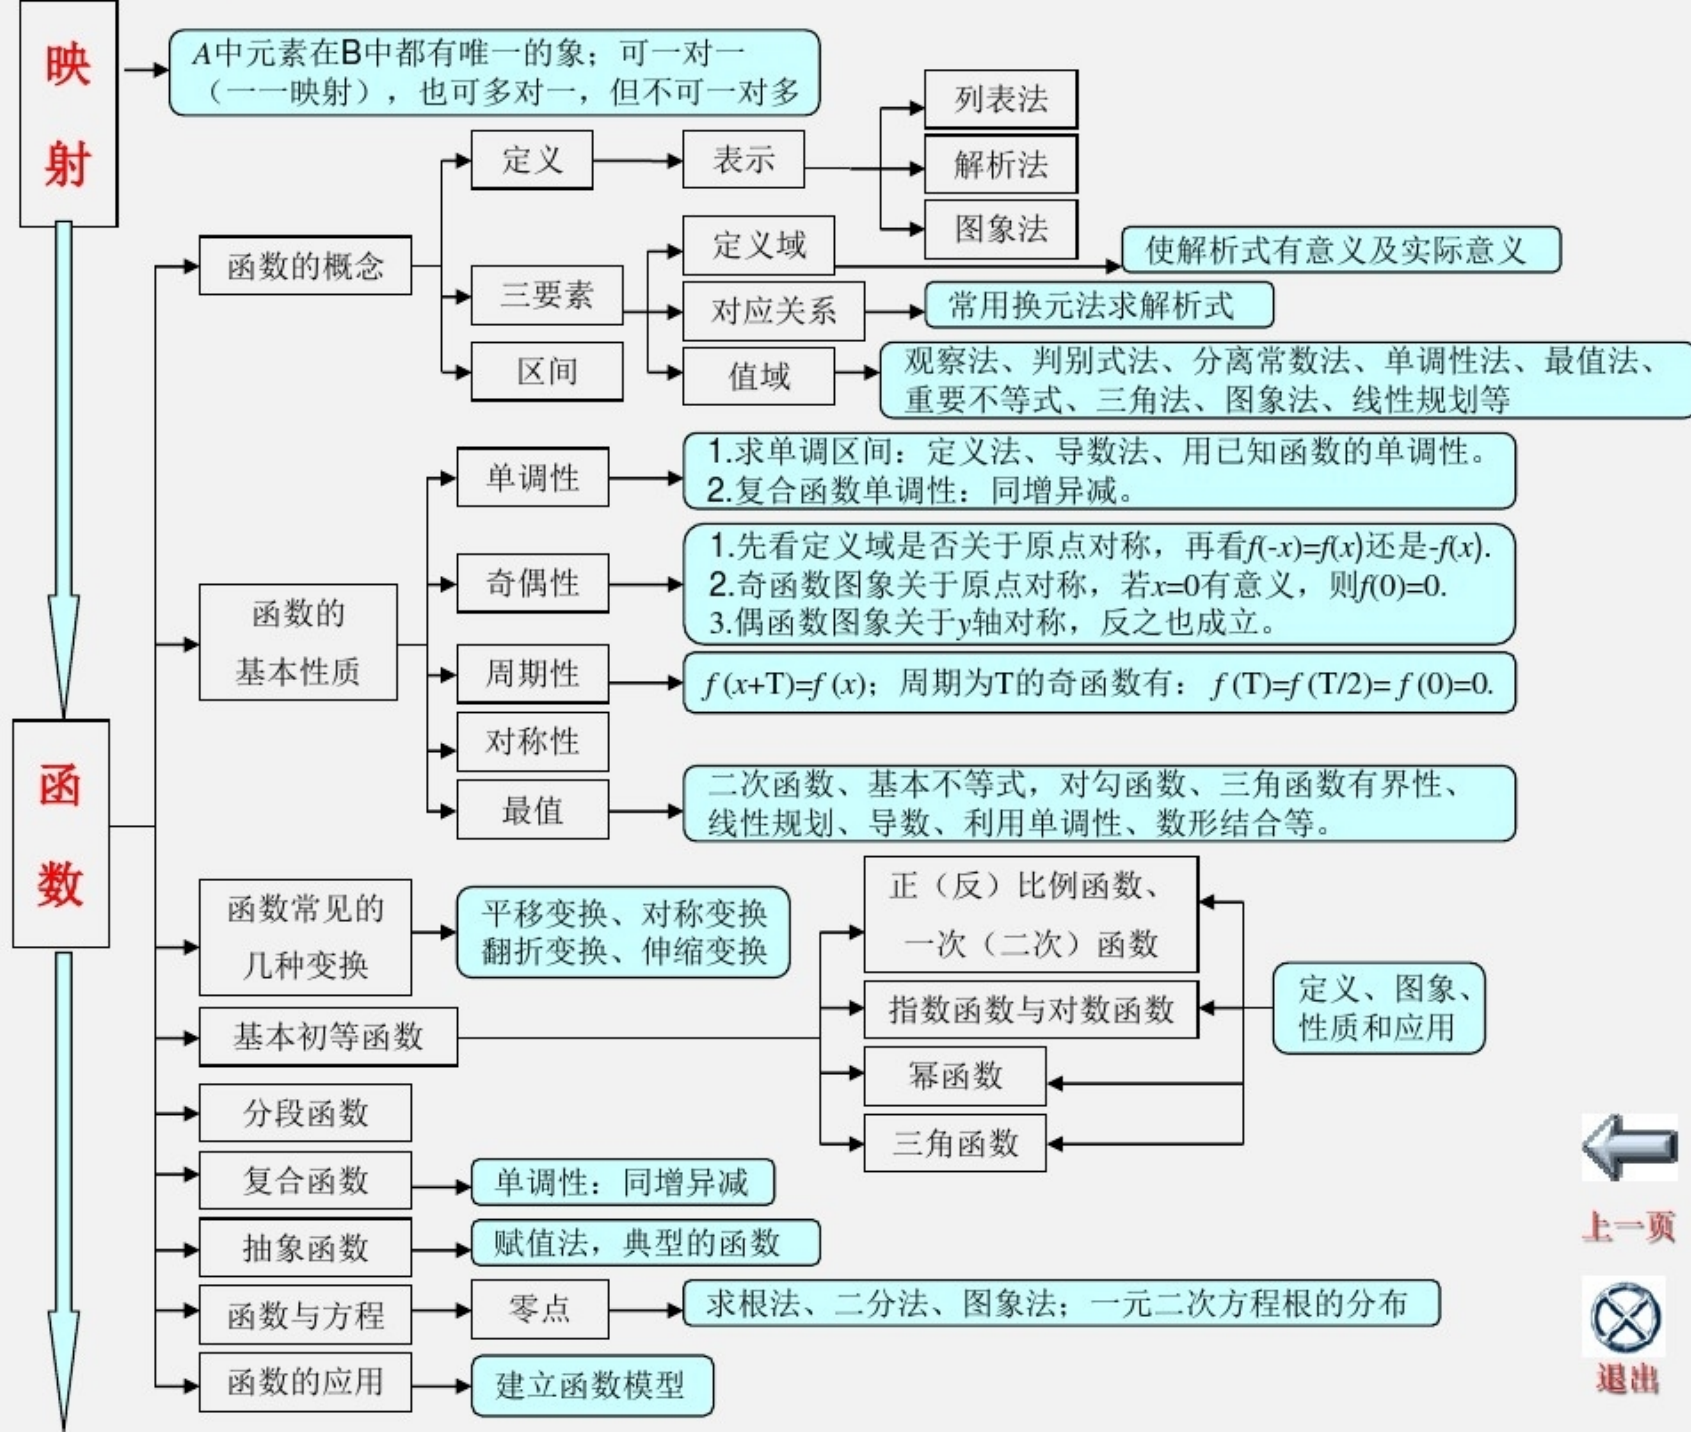 映
射
A中元素在B中都有唯一的象；可一对一
（一一映射），也可多对一，但不可一对多
函数的概念
定义
表示
列表法
解析法
图象法
三要素
定义域
使解析式有意义及实际意义
对应关系
常用换元法求解析式
值域
观察法、判别式法、分离常数法、单调性法、最值法、
重要不等式、三角法、图象法、线性规划等
区间
函数
函数的
基本性质
单调性
1.求单调区间：定义法、导数法、用已知函数的单调性。
2.复合函数单调性：同增异减。
奇偶性
1.先看定义域是否关于原点对称，再看f(-x)=f(x)还是-f(x).
2.奇函数图象关于原点对称，若x=0有意义，则f(0)=0.
3.偶函数图象关于y轴对称，反之也成立。
周期性
f (x+T)=f (x)；周期为T的奇函数有：f (T)=f (T/2)= f (0)=0.
对称性
最值
二次函数、基本不等式，对勾函数、三角函数有界性、
线性规划、导数、利用单调性、数形结合等。
函数常见的
几种变换
平移变换、对称变换
翻折变换、伸缩变换
基本初等函数
正（反）比例函数、
一次（二次）函数
指数函数与对数函数
幂函数
三角函数
定义、图象、
性质和应用
分段函数
复合函数
单调性：同增异减
抽象函数
赋值法，典型的函数
函数与方程
零点
求根法、二分法、图象法；一元二次方程根的分布
函数的应用
建立函数模型
上一页
退出